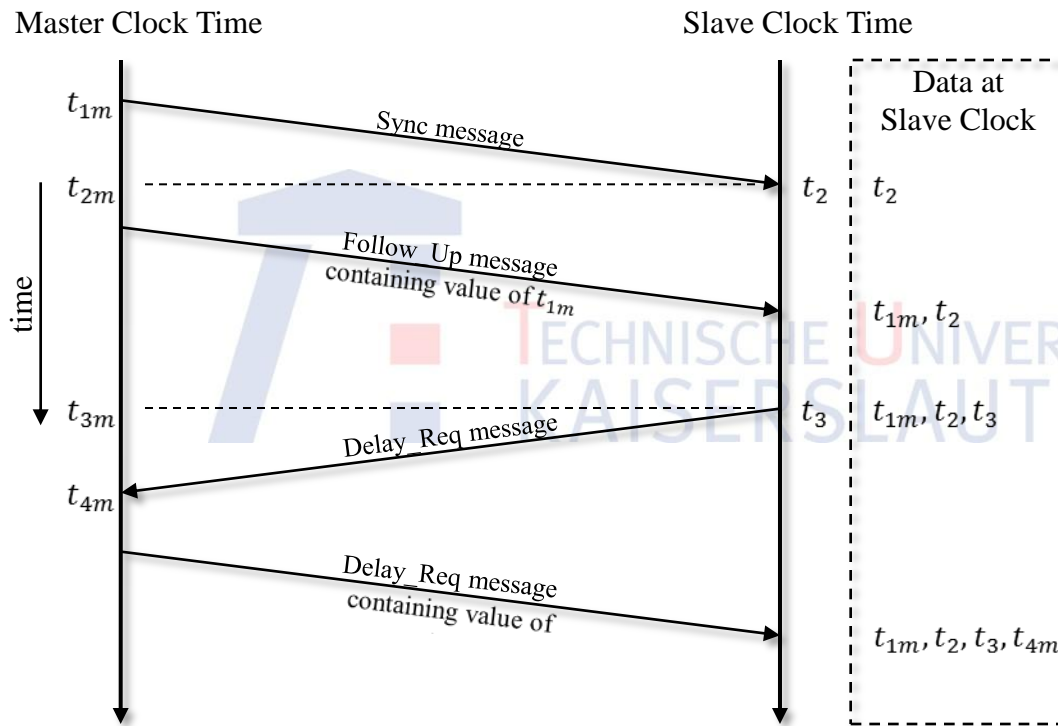 Master Clock Time
Slave Clock Time
Data at
Slave Clock
t1m
Sync message
t2m
t2
t2
Follow_Up message
containing value of t1m
time
t1m, t2
TECHNISCHE UNIVER
KAISERSLAUT
t3m
t3
t1m, t2, t3
Delay_Req message
t4m
Delay_Req message
containing value of
t1m, t2, t3, t4m